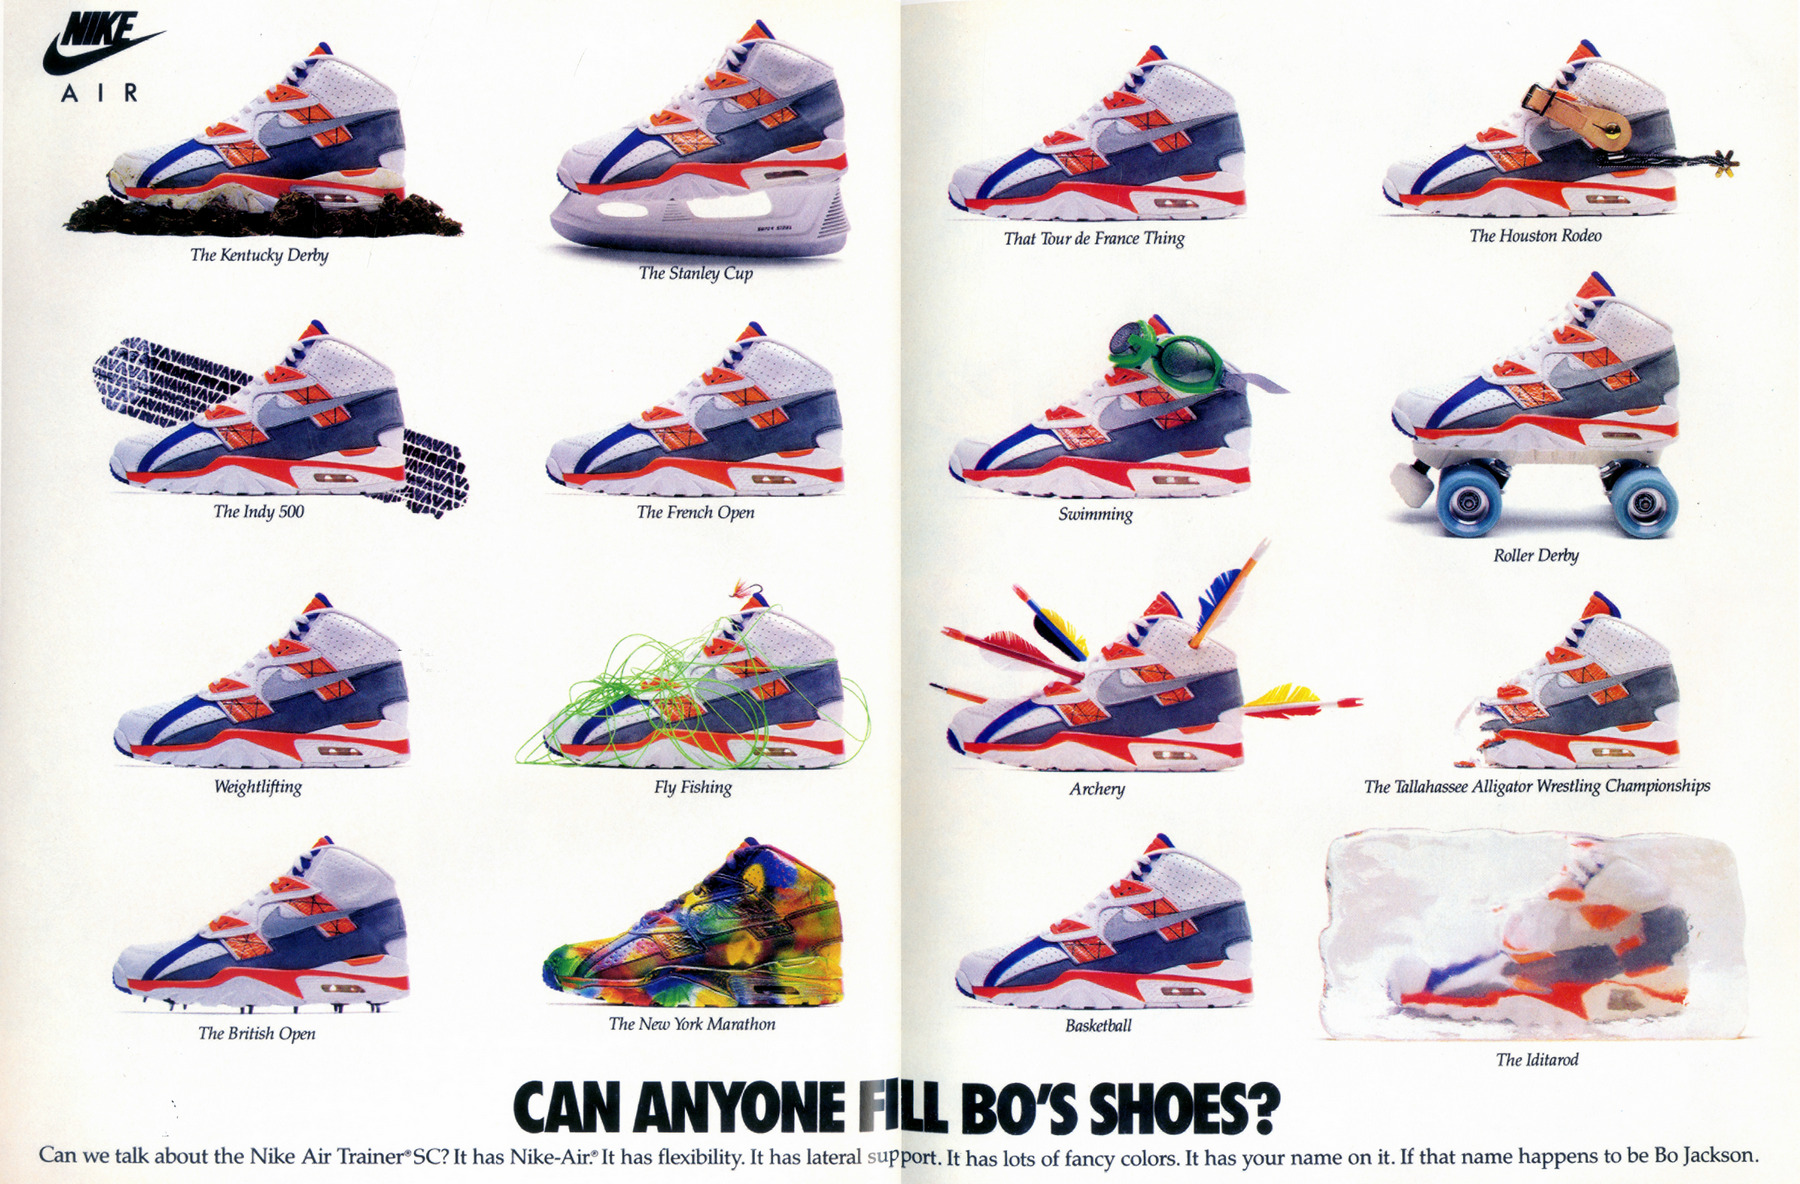 NIKE
AIR
The Kentucky Derby
The Stanley Cup
That Tour de France Thing
The Houston Rodeo
The Indy 500
The French Open
Swimming
Roller Derby
Weightlifting
Fly Fishing
Archery
The Tallahassee Alligator Wrestling Championships
The British Open
The New York Marathon
Basketball
The Iditarod
CAN ANYONE FILL BO'S SHOES?
Can we talk about the Nike Air Trainer® SC? It has Nike-Air.® It has flexibility. It has lateral support. It has lots of fancy colors. It has your name on it. If that name happens to be Bo Jackson.